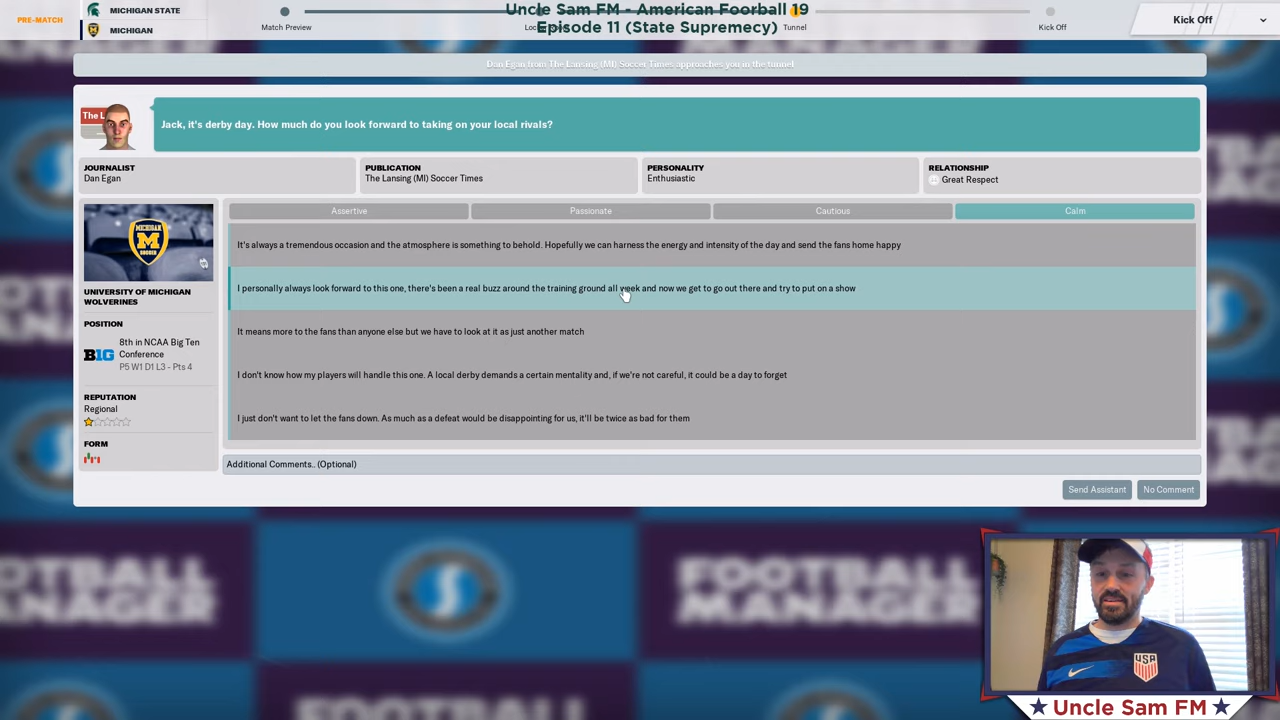 PRE-MATCH
MICHIGAN STATE
MICHIGAN
Uncle Sam FM - American Foorball 19
Episode 11 (State Supremecy)
Match Preview
Tunnel
Kick Off
Kick Off
Dan Egan from The Lansing (MI) Soccer Times approaches you in the tunnel
The L
Jack, it's derby day. How much do you look forward to taking on your local rivals?
JOURNALIST
Dan Egan
PUBLICATION
The Lansing (MI) Soccer Times
PERSONALITY
Enthusiastic
RELATIONSHIP
Great Respect
Assertive
Passionate
Cautious
Calm
MICHIGAN
M
SOCCER
UNIVERSITY OF MICHIGAN
WOLVERINES
POSITION
B1G
8th in NCAA Big Ten
Conference
P5 W1 D1 L3 - Pts 4
REPUTATION
Regional
FORM
It's always a tremendous occasion and the atmosphere is something to behold. Hopefully we can harness the energy and intensity of the day and send the fans home happy
I personally always look forward to this one, there's been a real buzz around the training ground all week and now we get to go out there and try to put on a show
It means more to the fans than anyone else but we have to look at it as just another match
I don't know how my players will handle this one. A local derby demands a certain mentality and, if we're not careful, it could be a day to forget
I just don't want to let the fans down. As much as a defeat would be disappointing for us, it'll be twice as bad for them
Additional Comments.. (Optional)
Send Assistant
No Comment
FOOTBALL
MANAGER
FOOTBALL
MANAGER
USA
Uncle Sam FM